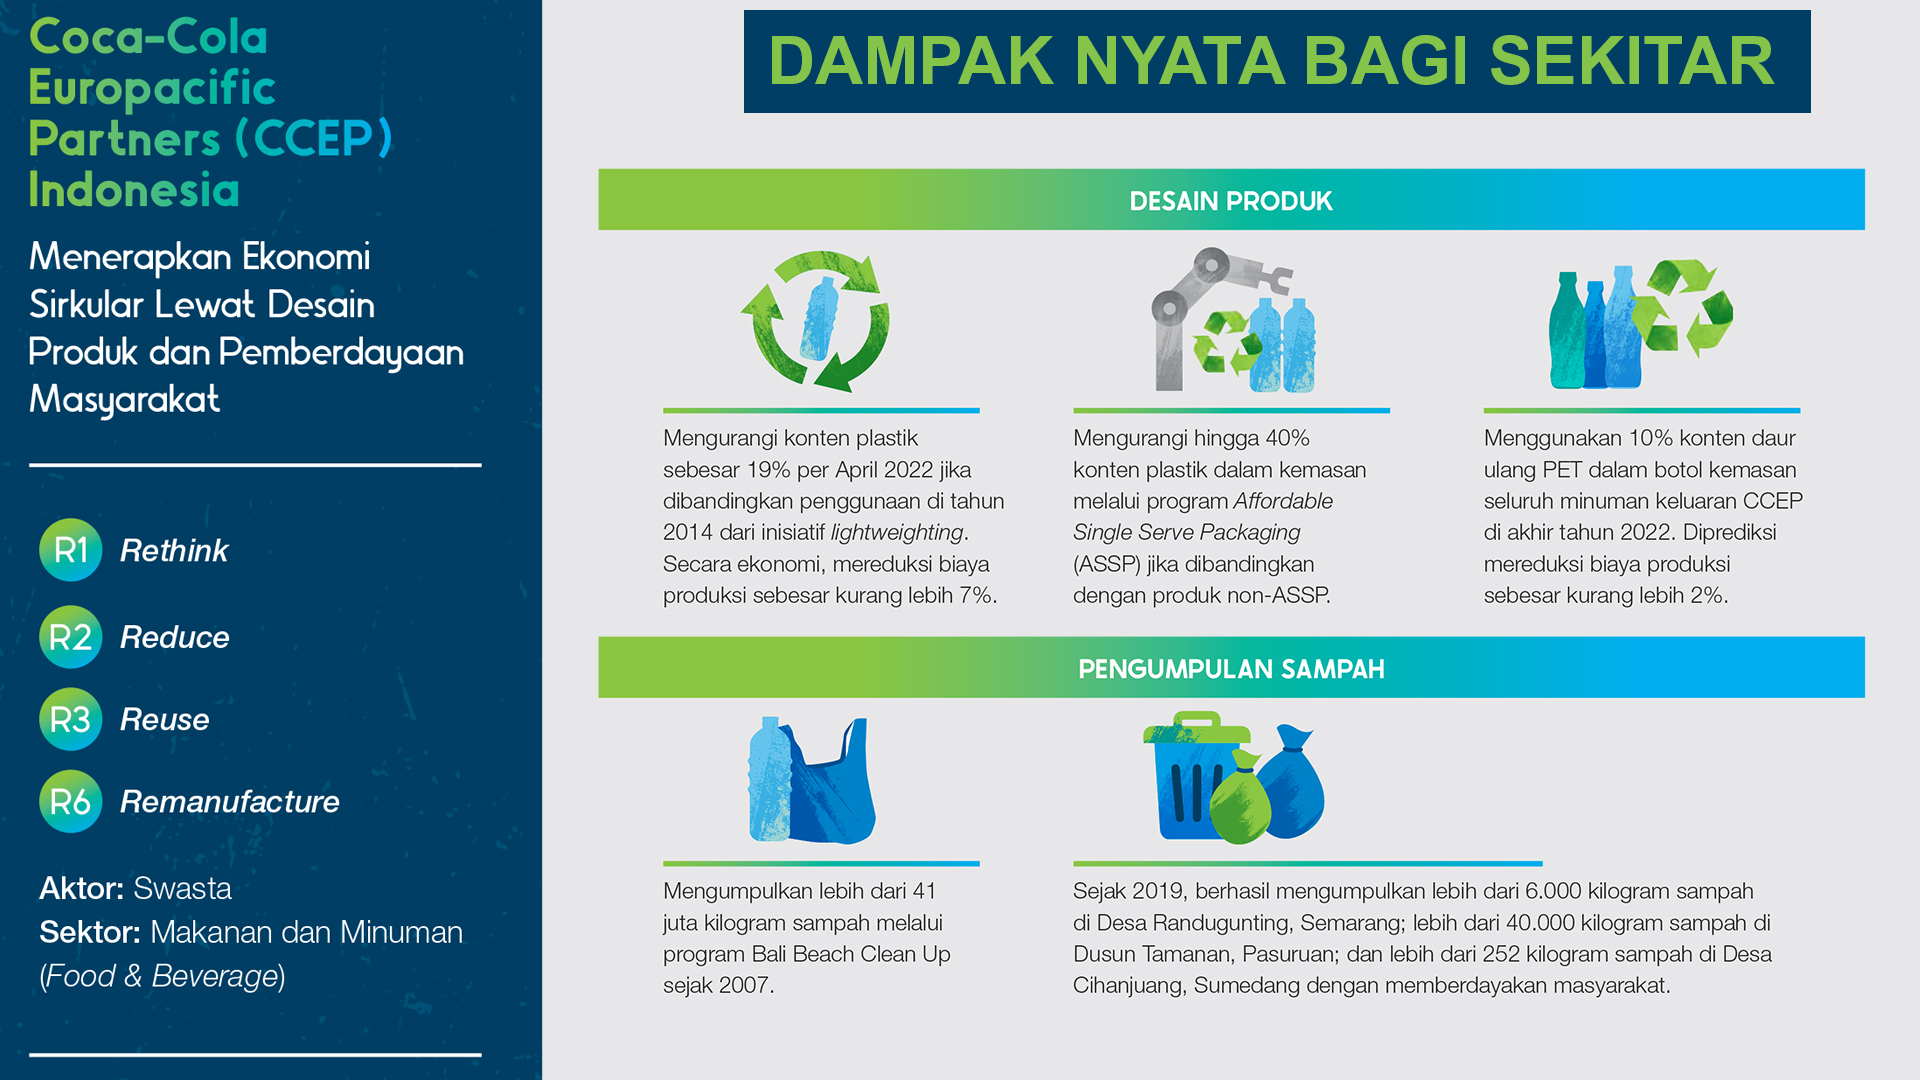 Coca-Cola
Europacific
Partners (CCEP)
Indonesia
Menerapkan Ekonomi
Sirkular Lewat Desain
Produk dan Pemberdayaan
Masyarakat
R1 Rethink
R2 Reduce
R3 Reuse
R6 Remanufacture
Aktor: Swasta
Sektor: Makanan dan Minuman
(Food & Beverage)
DAMPAK NYATA BAGI SEKITAR
DESAIN PRODUK
Mengurangi konten plastik
sebesar 19% per April 2022 jika
dibandingkan penggunaan di tahun
2014 dari inisiatif lightweighting.
Secara ekonomi, mereduksi biaya
produksi sebesar kurang lebih 7%.
Mengurangi hingga 40%
konten plastik dalam kemasan
melalui program Affordable
Single Serve Packaging
(ASSP) jika dibandingkan
dengan produk non-ASSP.
Menggunakan 10% konten daur
ulang PET dalam botol kemasan
seluruh minuman keluaran CCEP
di akhir tahun 2022. Diprediksi
mereduksi biaya produksi
sebesar kurang lebih 2%.
PENGUMPULAN SAMPAH
Mengumpulkan lebih dari 41
juta kilogram sampah melalui
program Bali Beach Clean Up
sejak 2007.
Sejak 2019, berhasil mengumpulkan lebih dari 6.000 kilogram sampah
di Desa Randugunting, Semarang; lebih dari 40.000 kilogram sampah di
Dusun Tamanan, Pasuruan; dan lebih dari 252 kilogram sampah di Desa
Cihanjuang, Sumedang dengan memberdayakan masyarakat.